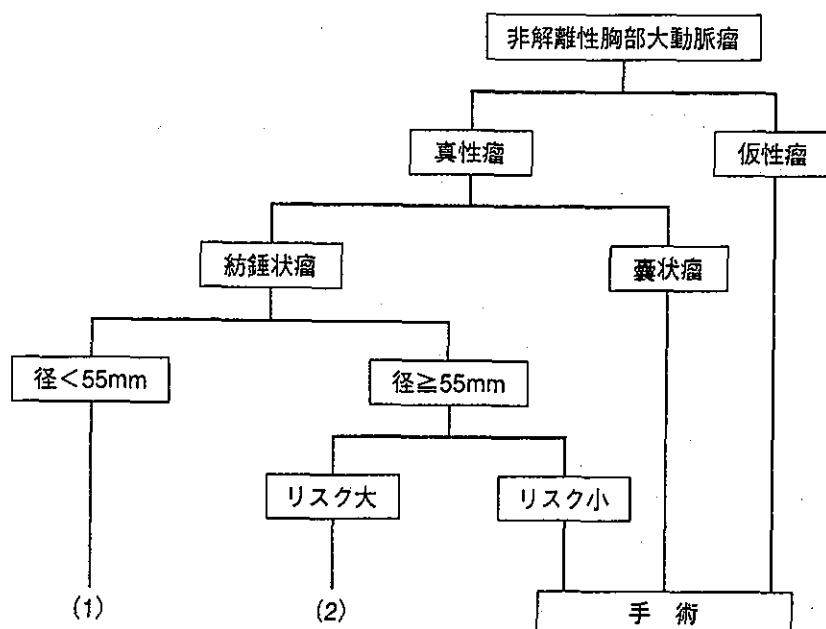 非解離性胸部大動脈瘤
真性瘤
仮性瘤
紡錘状瘤
嚢状瘤
径<55mm
径≧55mm
リスク大
リスク小
(1)
(2)
手 術